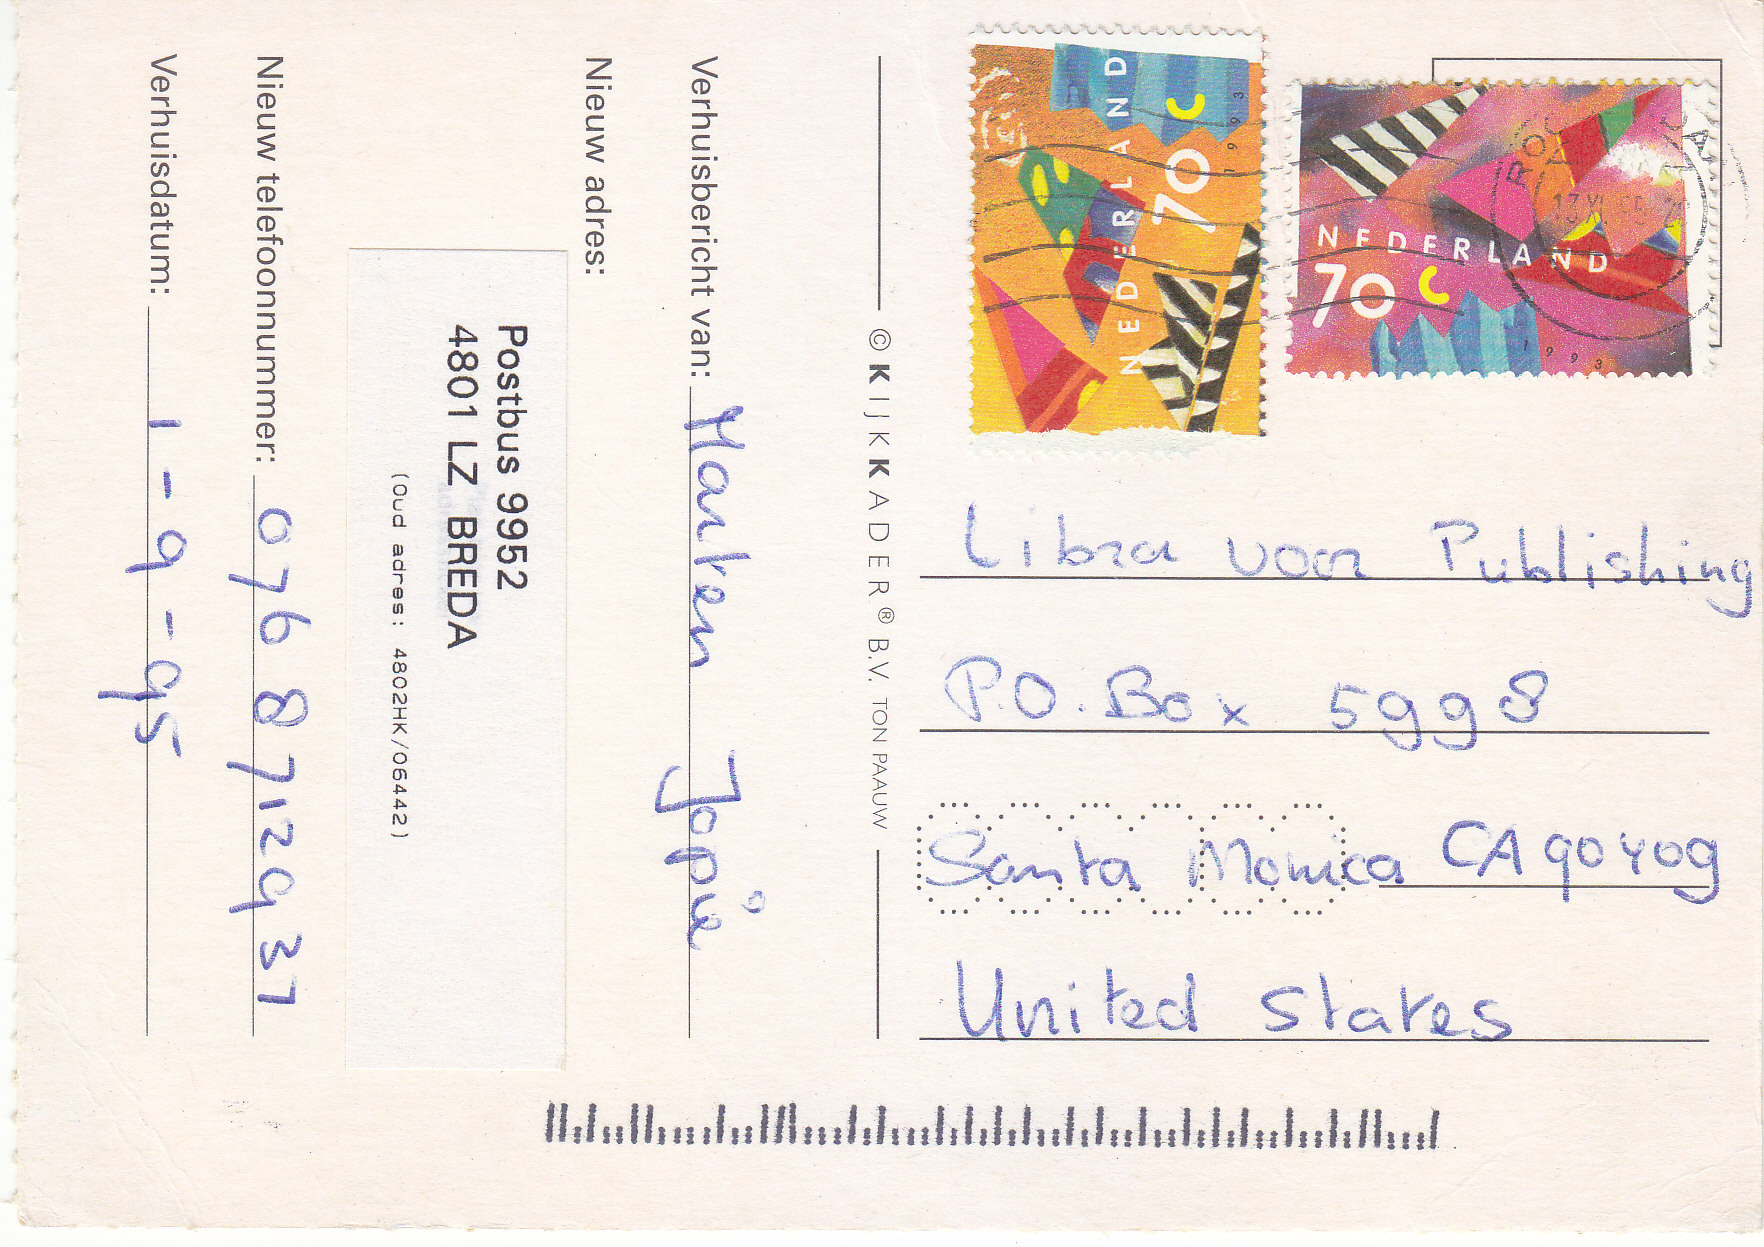 Verhuisbericht van: Marken Jopie
Nieuw adres:
Postbus 9952
4801 LZ BREDA
(Oud adres: 4802HK/06442)
Nieuw telefoonnummer: 076 8712937
Verhuisdatum: 1-9-95
© KIJKKADER® B.V. TON PAAUW
NEDERLAND
70c
1993
NEDERLAND
70c
1993
Libra voor Publishing
P.O. Box 5998
Santa Monica CA 90409
United States